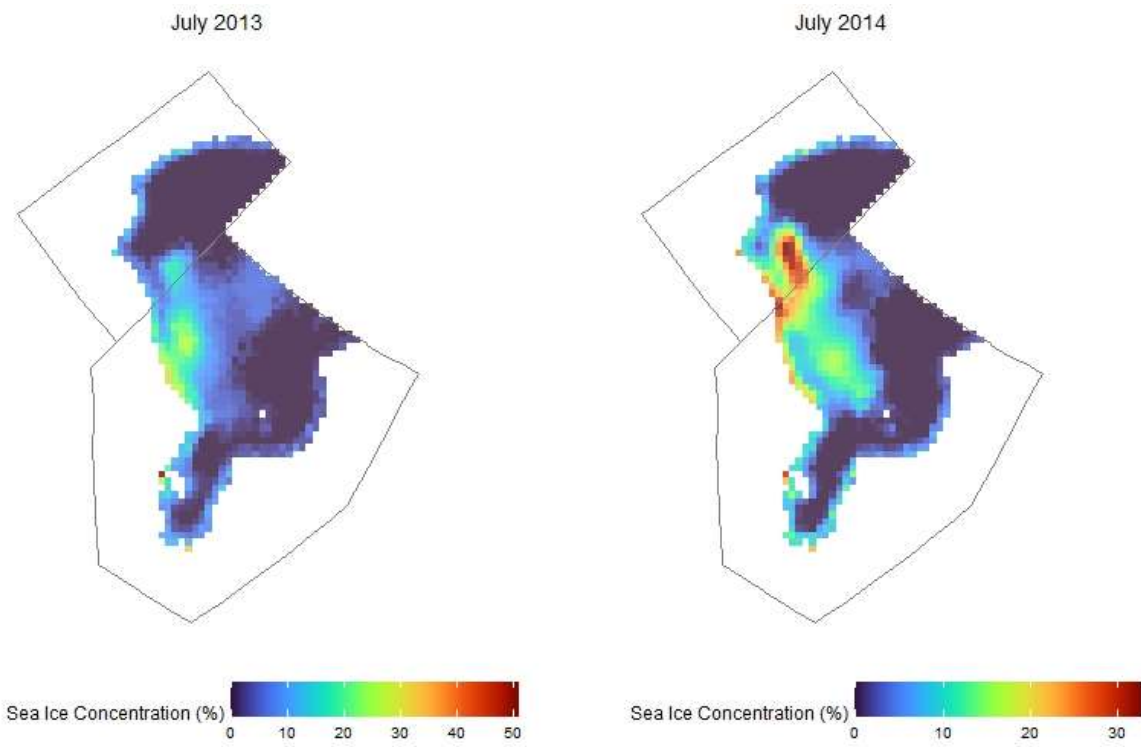 July 2013
July 2014
Sea Ice Concentration (%)
0 10 20 30 40 50
Sea Ice Concentration (%)
0 10 20 30